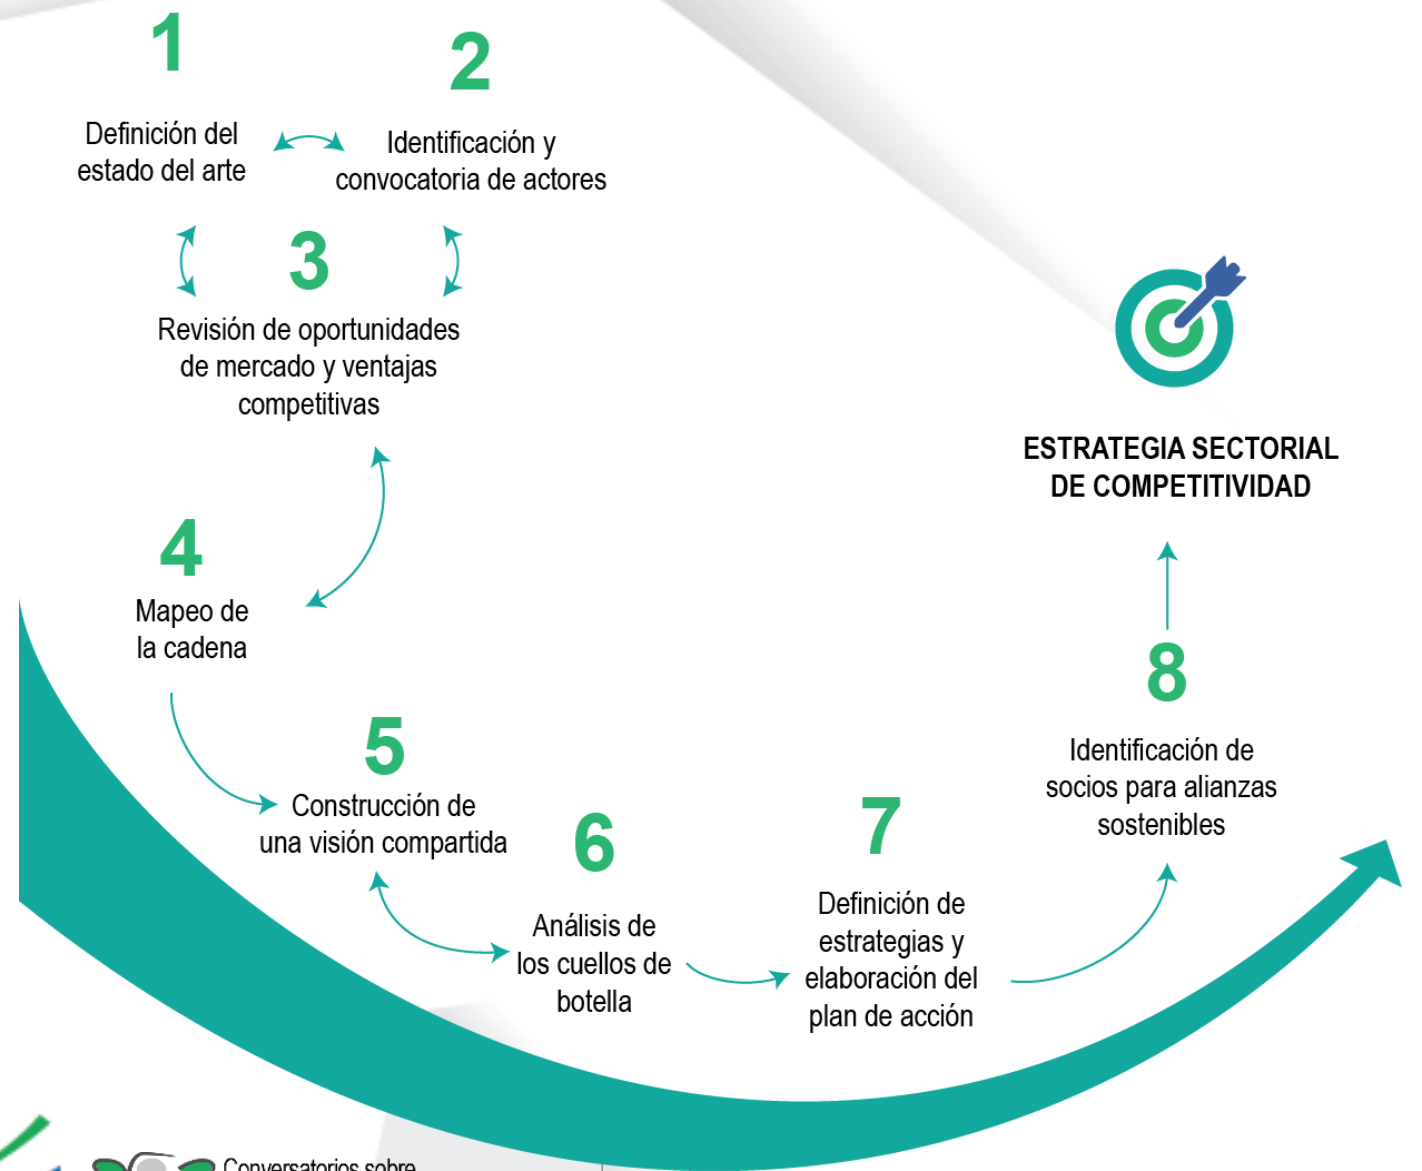 1
Definición del
estado del arte
2
Identificación y
convocatoria de actores
3
Revisión de oportunidades
de mercado y ventajas
competitivas
4
Mapeo de
la cadena
5
Construcción de
una visión compartida
6
Análisis de
los cuellos de
botella
7
Definición de
estrategias y
elaboración del
plan de acción
8
Identificación de
socios para alianzas
sostenibles
ESTRATEGIA SECTORIAL
DE COMPETITIVIDAD
Conversatorios sobre